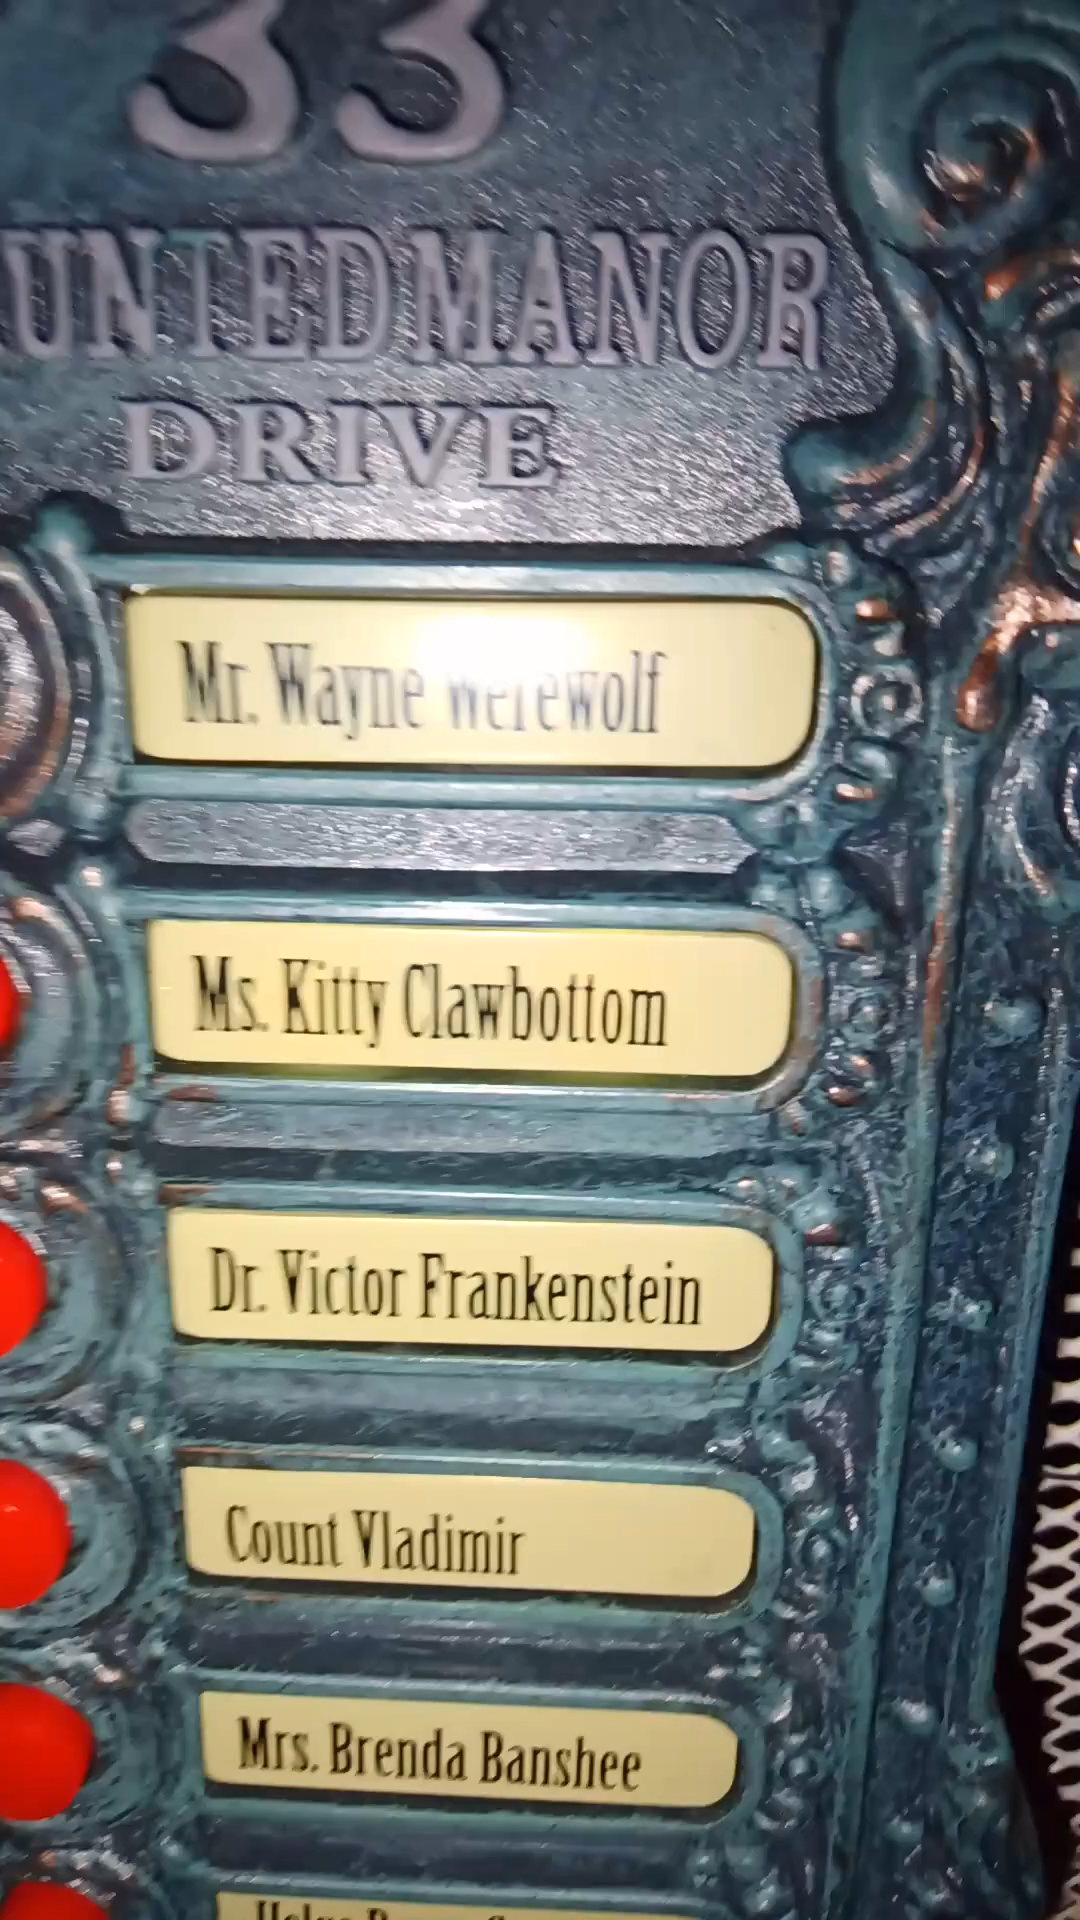 33
UNTED MANOR
DRIVE
Mr. Wayne Werewolf
Ms. Kitty Clawbottom
Dr. Victor Frankenstein
Count Vladimir
Mrs. Brenda Banshee